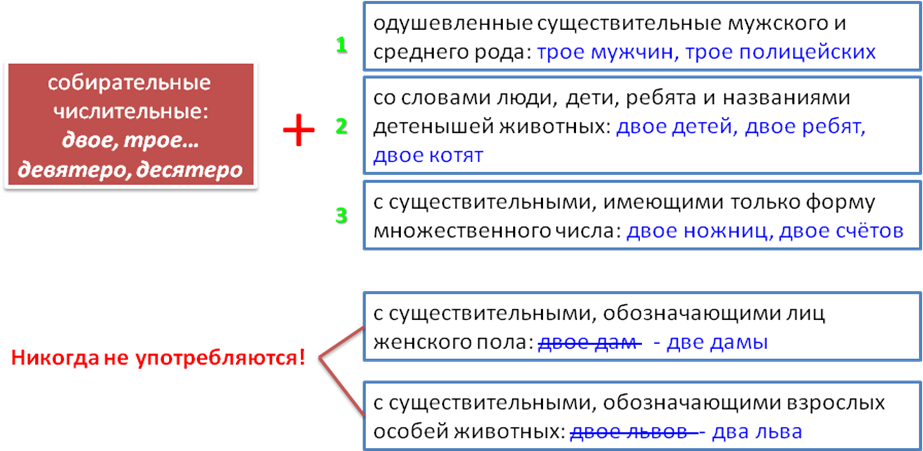 собирательные
числительные:
двое, трое...
девятеро, десятеро
+
1
одушевленные существительные мужского и
среднего рода: трое мужчин, трое полицейских
2
со словами люди, дети, ребята и названиями
детенышей животных: двое детей, двое ребят,
двое котят
3
с существительными, имеющими только форму
множественного числа: двое ножниц, двое счётов
Никогда не употребляются!
с существительными, обозначающими лиц
женского пола: двое дам - две дамы
с существительными, обозначающими взрослых
особей животных: двое львов - два льва